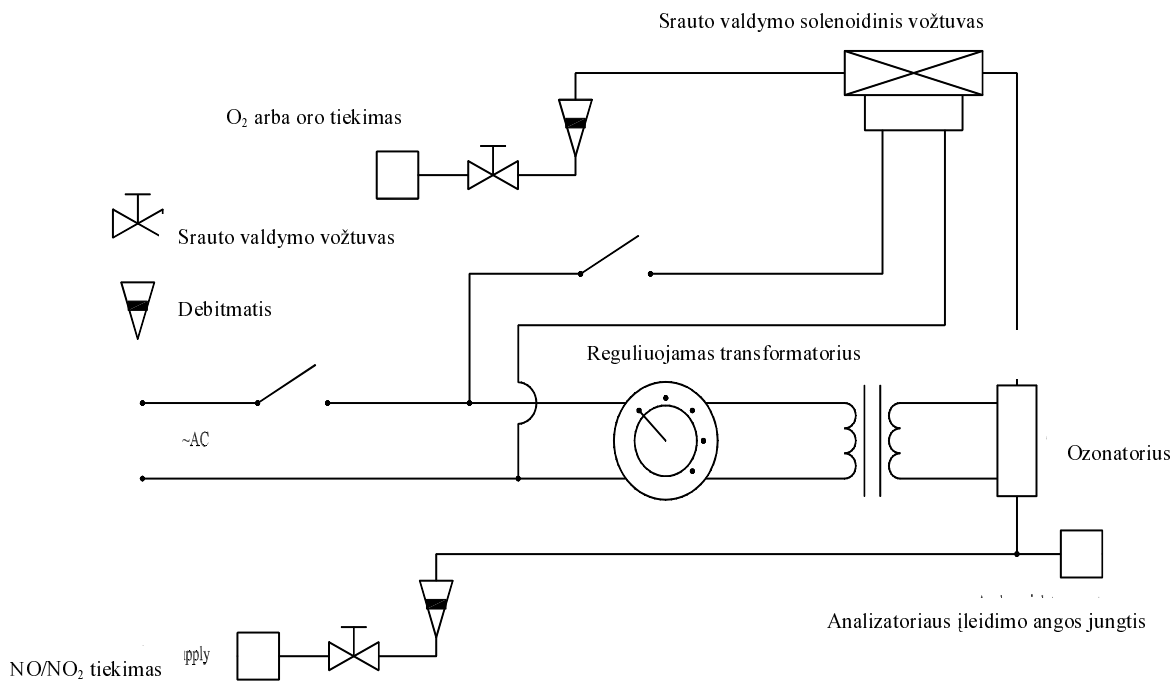 Srauto valdymo solenoidinis vožtuvas
O₂ arba oro tiekimas
Srauto valdymo vožtuvas
Debitmatis
Reguliuojamas transformatorius
~AC
Ozonatorius
Analizatoriaus įleidimo angos jungtis
NO/NO₂ tiekimas